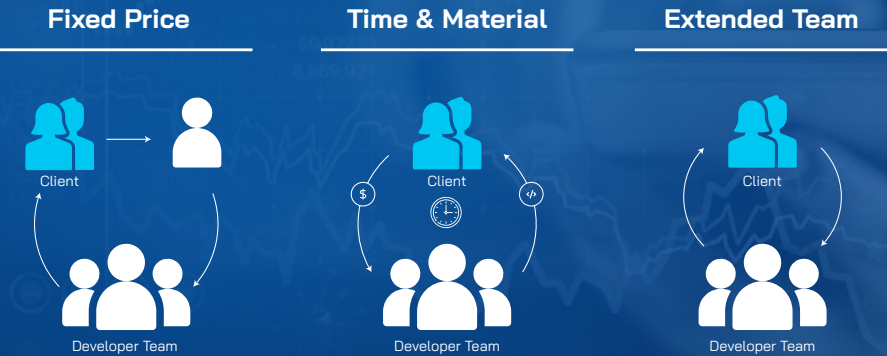 Fixed Price
Time & Material
Extended Team
Client
Client
Client
$
</>
Developer Team
Developer Team
Developer Team